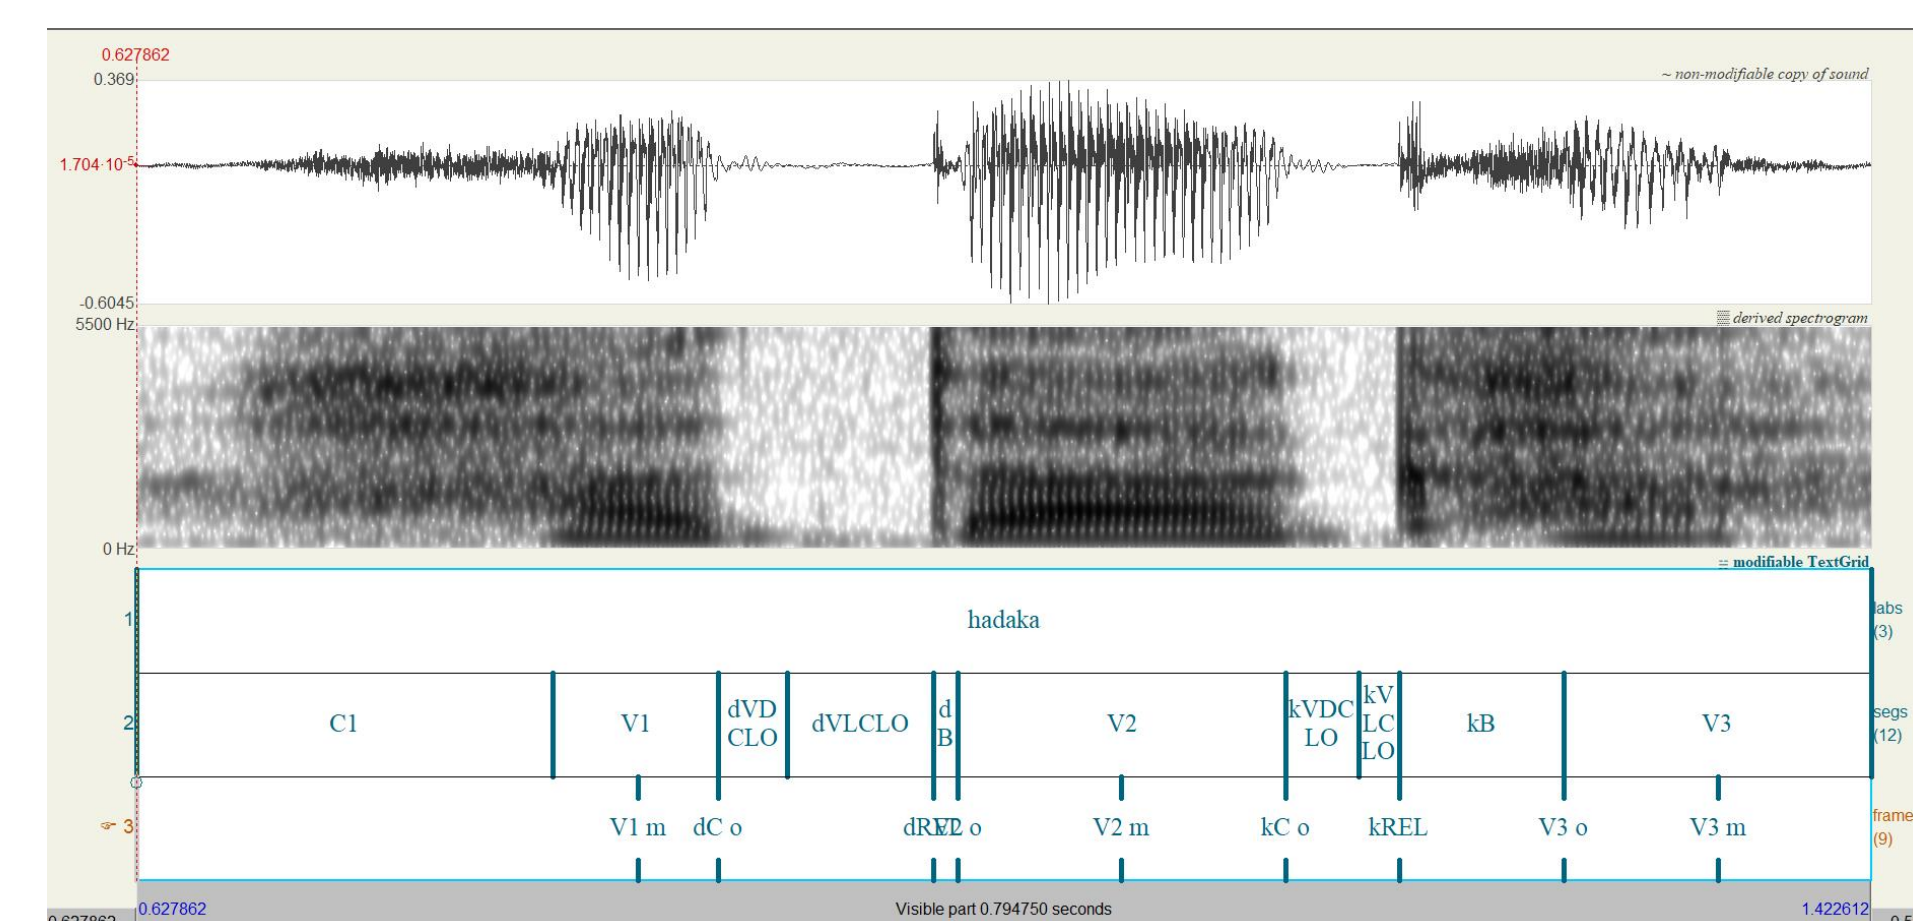 0.627862
0.369
~ non-modifiable copy of sound
1.704·10-5
-0.6045
5500 Hz
derived spectrogram
0 Hz
modifiable TextGrid
1
hadaka
labs
(3)
2
C1
V1
dVD
CLO
dVLCLO
d
B
V2
kVDC
LO
kV
LC
LO
kB
V3
segs
(12)
3
V1 m
dC o
dREL
V2 o
V2 m
kC o
kREL
V3 o
V3 m
frame
(9)
0.627862
Visible part 0.794750 seconds
1.422612